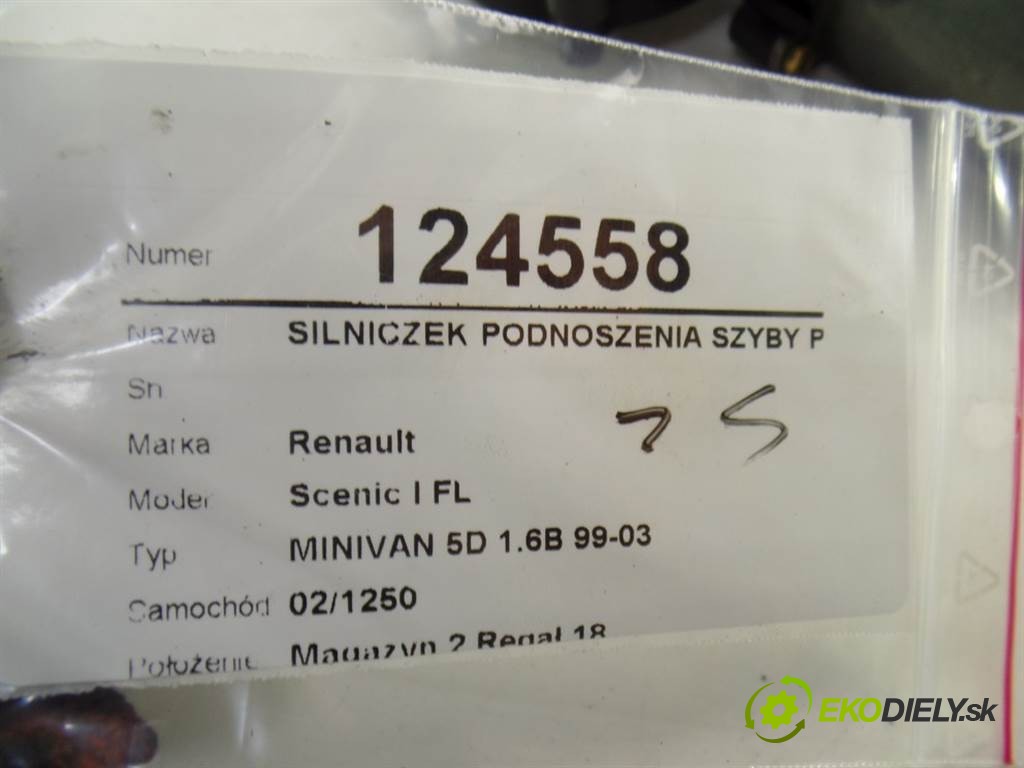 Numer 124558
Nazwa SILNICZEK PODNOSZENIA SZYBY P
Sn
Marka Renault
Model Scenic I FL
Typ MINIVAN 5D 1.6B 99-03
Samochód 02/1250
Położenie Magazyn 2 Regał 18
EKODIELY.sk